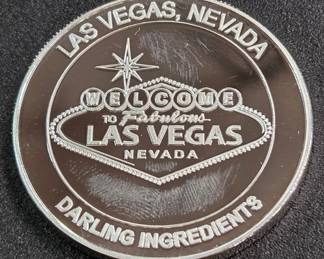 LAS VEGAS, NEVADA
WELCOME
TO Fabulous
LAS VEGAS
NEVADA
DARLING INGREDIENTS